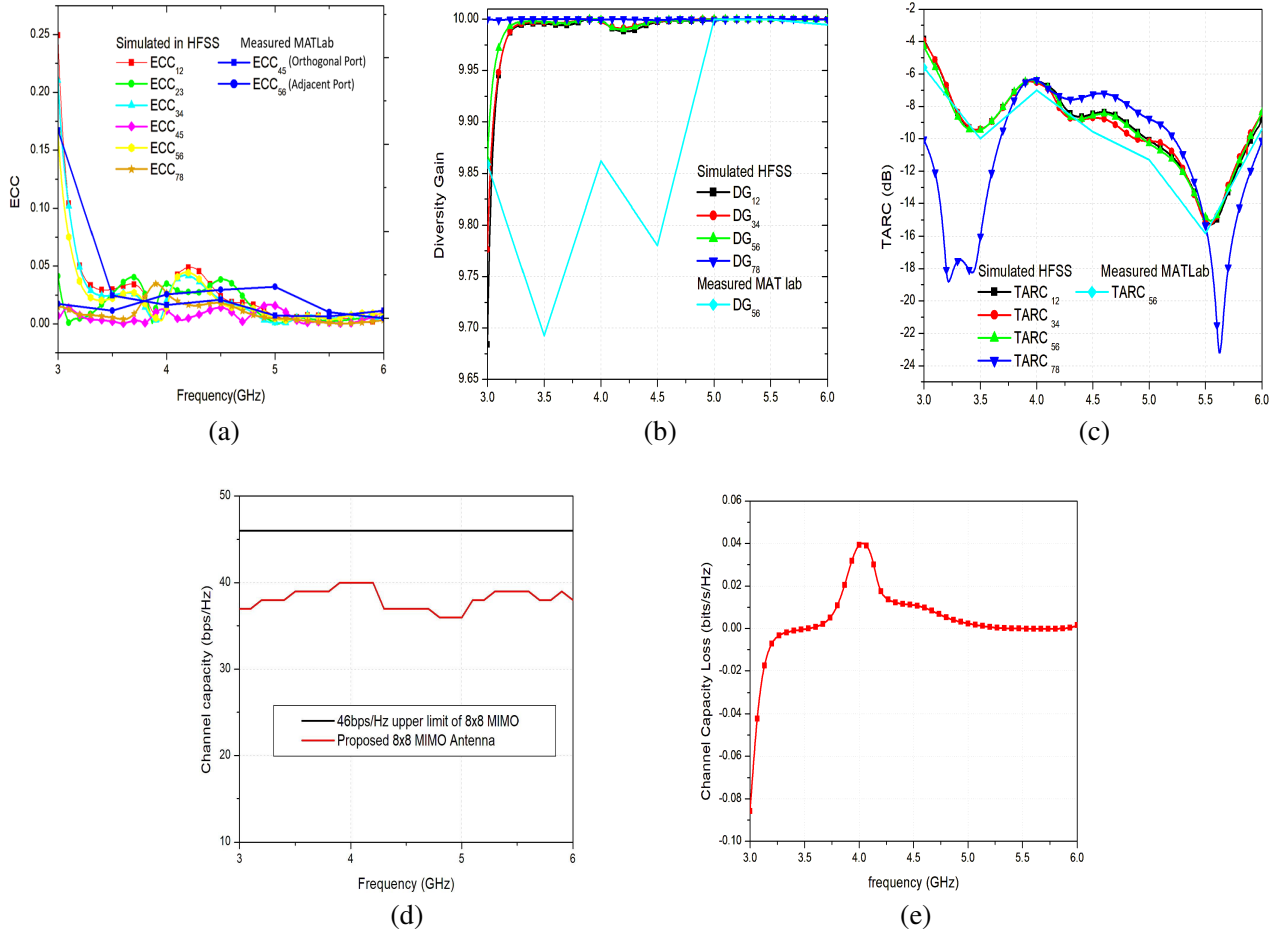 0.25
0.20
0.15
0.10
0.05
0.00
ECC
Simulated in HFSS
ECC12
ECC23
ECC34
ECC45
ECC56
ECC78
Measured MATLab
ECC45 (Orthogonal Port)
ECC56 (Adjacent Port)
3 4 5 6
Frequency(GHz)
(a)
10.00
9.95
9.90
9.85
9.80
9.75
9.70
9.65
Diversity Gain
Simulated HFSS
DG12
DG34
DG56
DG78
Measured MAT lab
DG56
3.0 3.5 4.0 4.5 5.0 5.5 6.0
(b)
-4
-6
-8
-10
-12
-14
-16
-18
-20
-22
-24
TARC (dB)
Simulated HFSS
TARC12
TARC34
TARC56
TARC78
Measured MATLab
TARC56
3.0 3.5 4.0 4.5 5.0 5.5 6.0
(c)
50
40
30
20
10
Channel capacity (bps/Hz)
46bps/Hz upper limit of 8x8 MIMO
Proposed 8x8 MIMO Antenna
3 4 5 6
Frequency (GHz)
(d)
0.06
0.04
0.02
0.00
-0.02
-0.04
-0.06
-0.08
-0.10
Channel Capacity Loss (bits/s/Hz)
3.0 3.5 4.0 4.5 5.0 5.5 6.0
frequency (GHz)
(e)